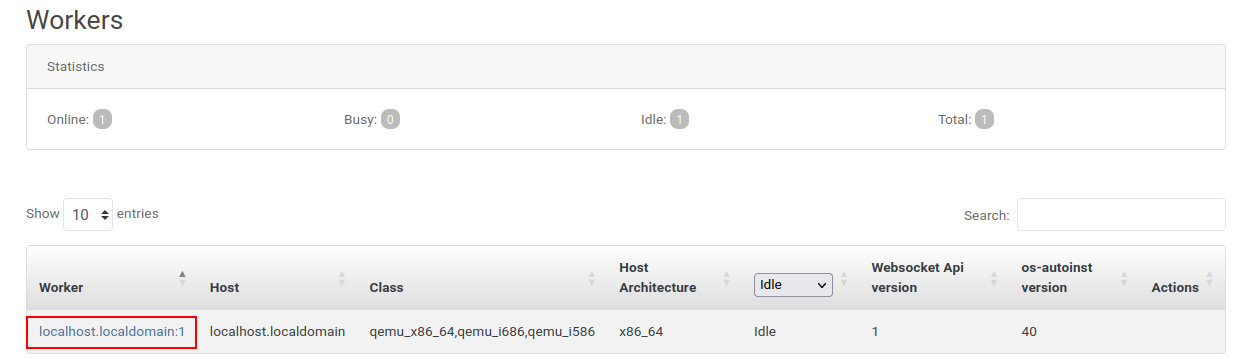 Workers
Statistics
Online: 1 Busy: 0 Idle: 1 Total: 1
Show 10 entries Search:
Worker Host Class Host Architecture Idle Websocket Api version os-autoinst version Actions
localhost.localdomain:1 localhost.localdomain qemu_x86_64,qemu_i686,qemu_i586 x86_64 Idle 1 40